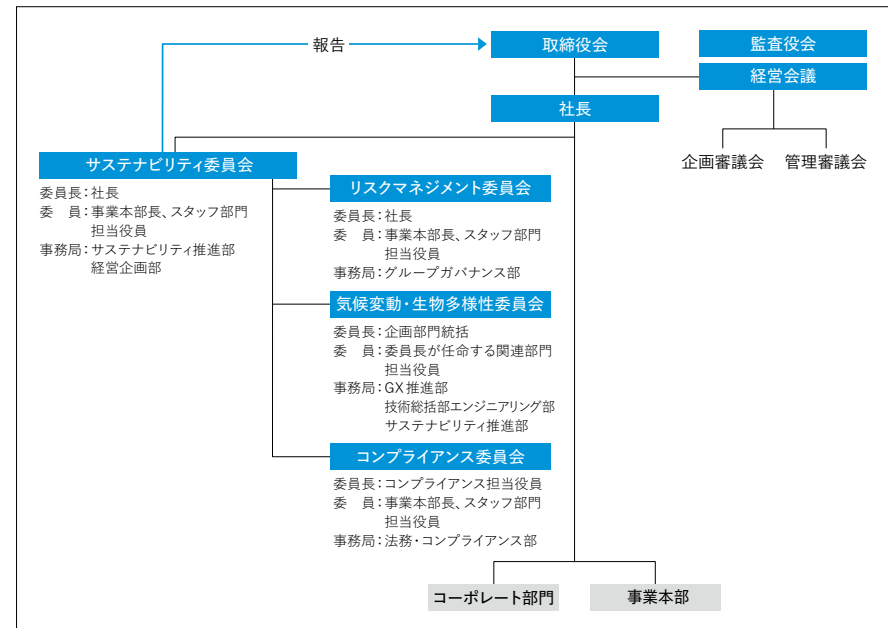 報告
取締役会
監査役会
経営会議
社長
企画審議会
管理審議会
サステナビリティ委員会
委員長：社長
委　員：事業本部長、スタッフ部門
担当役員
事務局：サステナビリティ推進部
経営企画部
リスクマネジメント委員会
委員長：社長
委　員：事業本部長、スタッフ部門
担当役員
事務局：グループガバナンス部
気候変動・生物多様性委員会
委員長：企画部門統括
委　員：委員長が任命する関連部門
担当役員
事務局：GX推進部
技術総括部エンジニアリング部
サステナビリティ推進部
コンプライアンス委員会
委員長：コンプライアンス担当役員
委　員：事業本部長、スタッフ部門
担当役員
事務局：法務・コンプライアンス部
コーポレート部門
事業本部